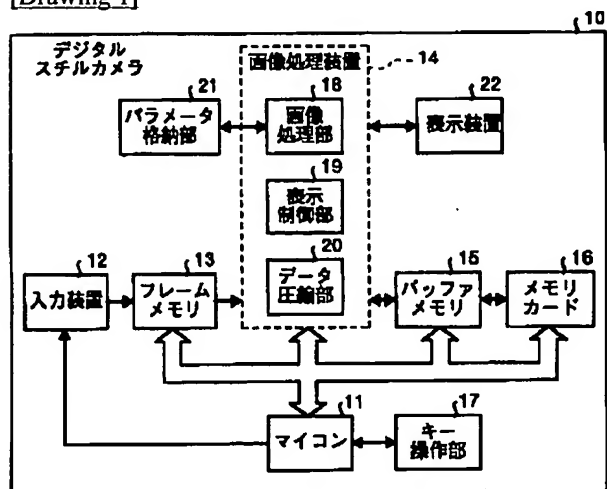 [Drawing 1]
10
デジタル
スチルカメラ
画像処理装置
14
21
パラメータ
格納部
18
画像
処理部
22
表示装置
19
表示
制御部
20
データ
圧縮部
12
入力装置
13
フレーム
メモリ
15
バッファ
メモリ
16
メモリ
カード
11
マイコン
17
キー
操作部